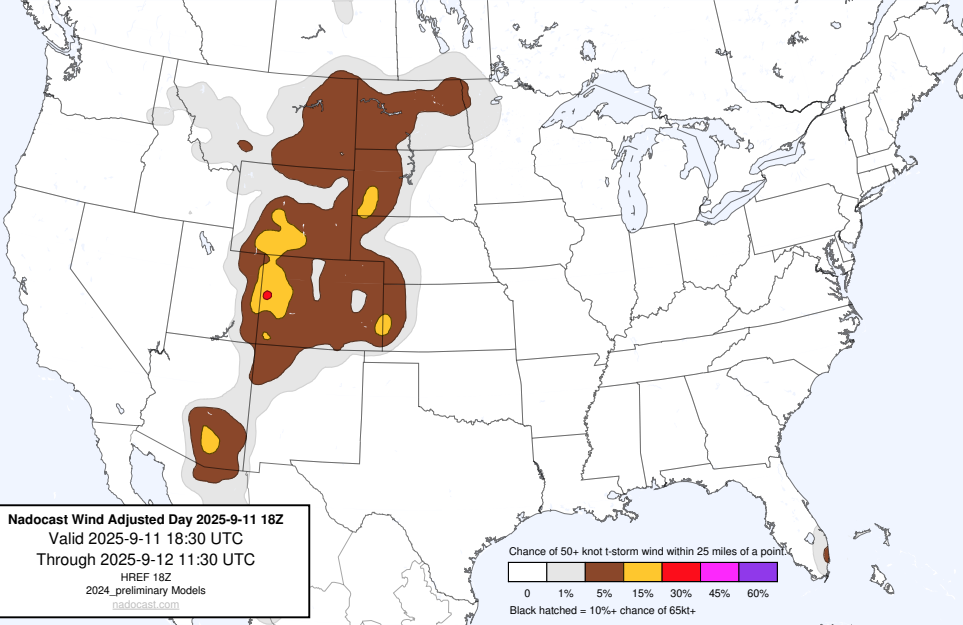 Nadocast Wind Adjusted Day 2025-9-11 18Z
Valid 2025-9-11 18:30 UTC
Through 2025-9-12 11:30 UTC
HREF 18Z
2024_preliminary Models
nadocast.com
Chance of 50+ knot t-storm wind within 25 miles of a point.
0 1% 5% 15% 30% 45% 60%
Black hatched = 10%+ chance of 65kt+